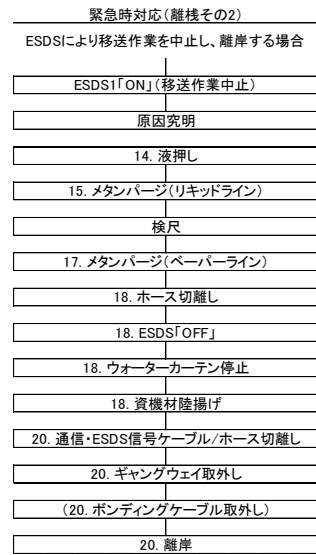 緊急時対応(離桟その2)
ESDSにより移送作業を中止し、離岸する場合
ESDS1「ON」(移送作業中止)
原因究明
14. 液押し
15. メタンパージ(リキッドライン)
検尺
17. メタンパージ(ベーパーライン)
18. ホース切離し
18. ESDS「OFF」
18. ウォーターカーテン停止
18. 資機材陸揚げ
20. 通信・ESDS信号ケーブル/ホース切離し
20. ギャングウェイ取外し
(20. ボンディングケーブル取外し)
20. 離岸